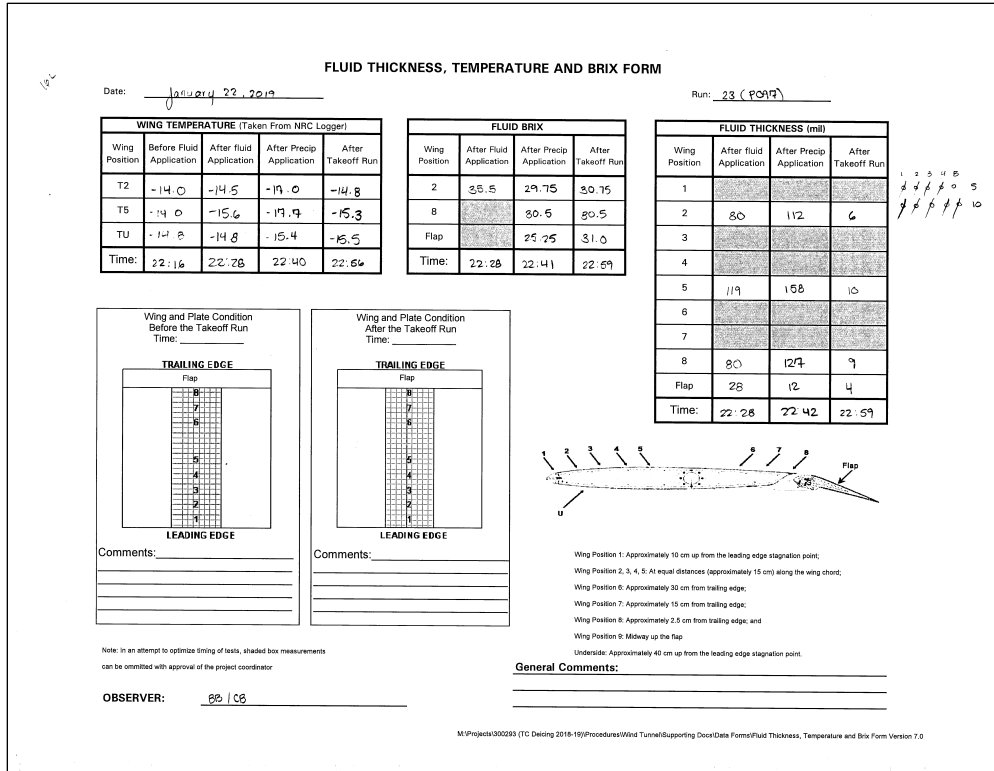 FLUID THICKNESS, TEMPERATURE AND BRIX FORM
Date: January 22, 2019
Run: 23 (PO97)
WING TEMPERATURE (Taken From NRC Logger)
Wing Position Before Fluid Application After fluid Application After Precip Application After Takeoff Run
T2 -14.0 -14.5 -17.0 -14.8
T5 -14 0 -15.6 -17.7 -15.3
TU -14 8 -14 8 -15.4 -15.5
Time: 22:16 22:28 22:40 22:56
FLUID BRIX
Wing Position After Fluid Application After Precip Application After Takeoff Run
2 35.5 29.75 30.75
8 30.5 30.5
Flap 25.25 31.0
Time: 22:28 22:41 22:59
FLUID THICKNESS (mil)
Wing Position After fluid Application After Precip Application After Takeoff Run
1
2 80 112 6
3
4
5 119 158 10
6
7
8 80 127 9
Flap 28 12 4
Time: 22:28 22:42 22:59
1 2 3 4 5
5
10
Wing and Plate Condition
Before the Takeoff Run
Time:
TRAILING EDGE
Flap
8
7
6
5
4
3
2
1
LEADING EDGE
Comments:
Wing and Plate Condition
After the Takeoff Run
Time:
TRAILING EDGE
Flap
8
7
6
5
4
3
2
1
LEADING EDGE
Comments:
1 2 3 4 5 6 7 8 Flap
U
Wing Position 1: Approximately 10 cm up from the leading edge stagnation point;
Wing Position 2, 3, 4, 5: At equal distances (approximately 15 cm) along the wing chord;
Wing Position 6: Approximately 30 cm from trailing edge;
Wing Position 7: Approximately 15 cm from trailing edge;
Wing Position 8: Approximately 2.5 cm from trailing edge; and
Wing Position 9: Midway up the flap
Underside: Approximately 40 cm up from the leading edge stagnation point.
Note: In an attempt to optimize timing of tests, shaded box measurements
can be ommitted with approval of the project coordinator
General Comments:
OBSERVER: BB / CB
M:\Projects\300293 (TC Deicing 2018-19)\Procedures\Wind Tunnel\Supporting Docs\Data Forms\Fluid Thickness, Temperature and Brix Form Version 7.0